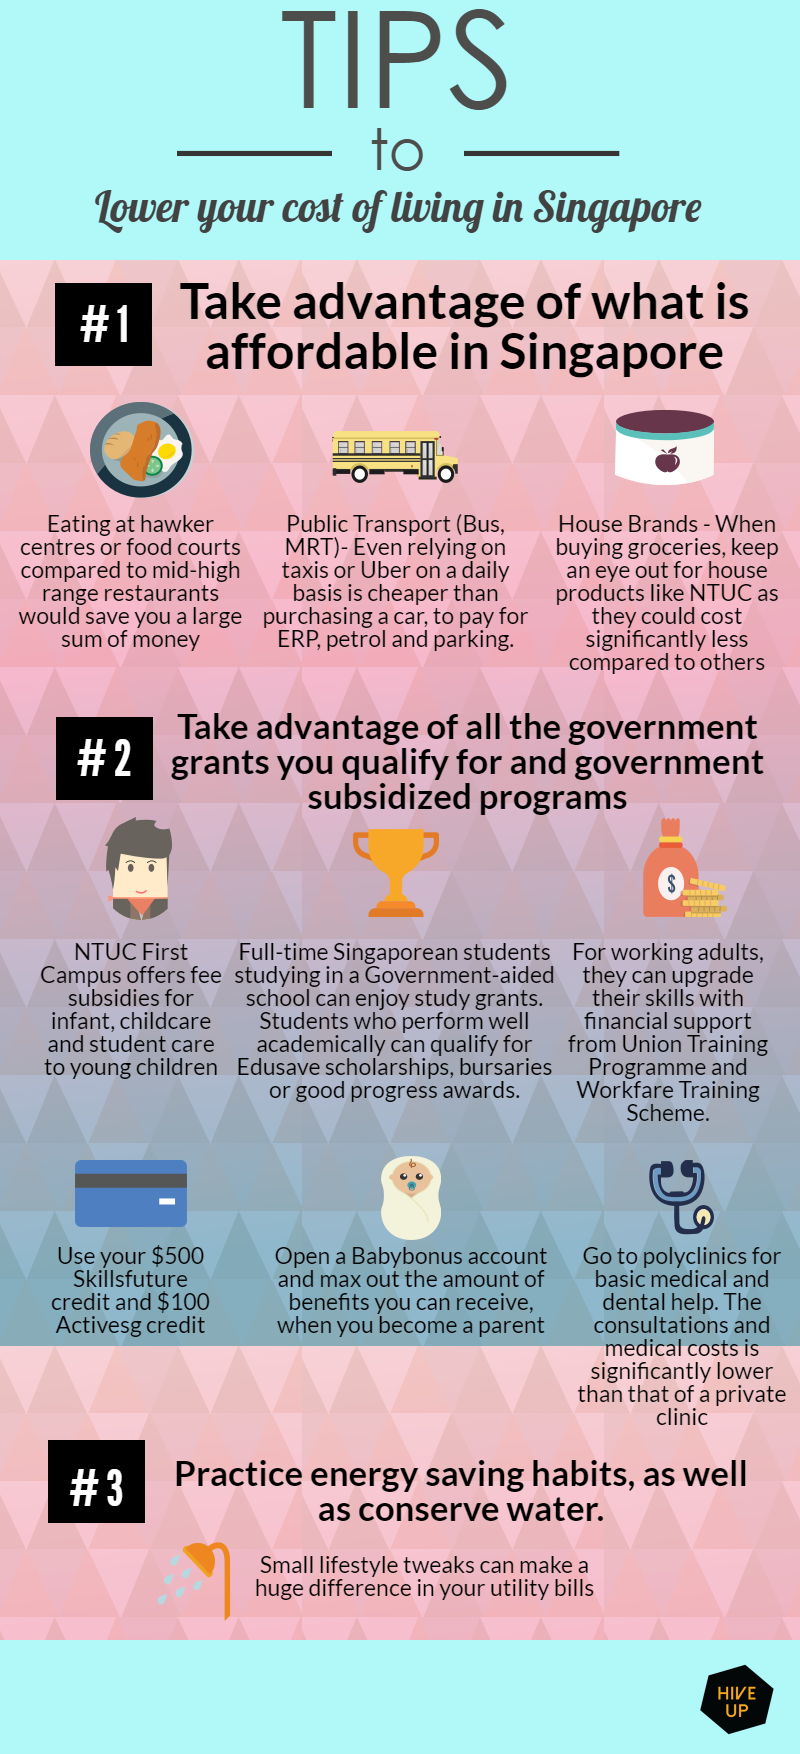 TIPS
to
Lower your cost of living in Singapore
#1
Take advantage of what is
affordable in Singapore
Eating at hawker
centres or food courts
compared to mid-high
range restaurants
would save you a large
sum of money
Public Transport (Bus,
MRT)- Even relying on
taxis or Uber on a daily
basis is cheaper than
purchasing a car, to pay for
ERP, petrol and parking.
House Brands - When
buying groceries, keep
an eye out for house
products like NTUC as
they could cost
significantly less
compared to others
#2
Take advantage of all the government
grants you qualify for and government
subsidized programs
$
NTUC First
Campus offers fee
subsidies for
infant, childcare
and student care
to young children
Full-time Singaporean students
studying in a Government-aided
school can enjoy study grants.
Students who perform well
academically can qualify for
Edusave scholarships, bursaries
or good progress awards.
For working adults,
they can upgrade
their skills with
financial support
from Union Training
Programme and
Workfare Training
Scheme.
Use your $500
Skillsfuture
credit and $100
Activesg credit
Open a Babybonus account
and max out the amount of
benefits you can receive,
when you become a parent
Go to polyclinics for
basic medical and
dental help. The
consultations and
medical costs is
significantly lower
than that of a private
clinic
#3
Practice energy saving habits, as well
as conserve water.
Small lifestyle tweaks can make a
huge difference in your utility bills
HIVE
UP